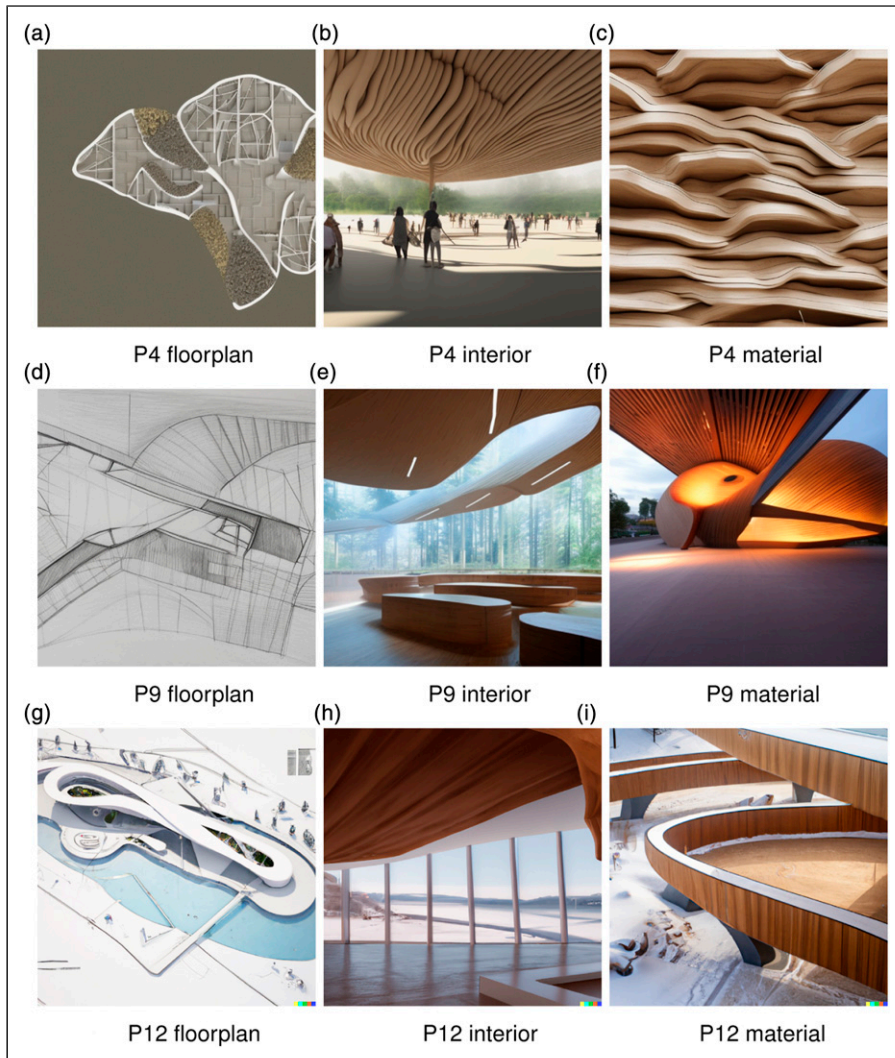 (a) (b) (c)
P4 floorplan P4 interior P4 material
(d) (e) (f)
P9 floorplan P9 interior P9 material
(g) (h) (i)
P12 floorplan P12 interior P12 material